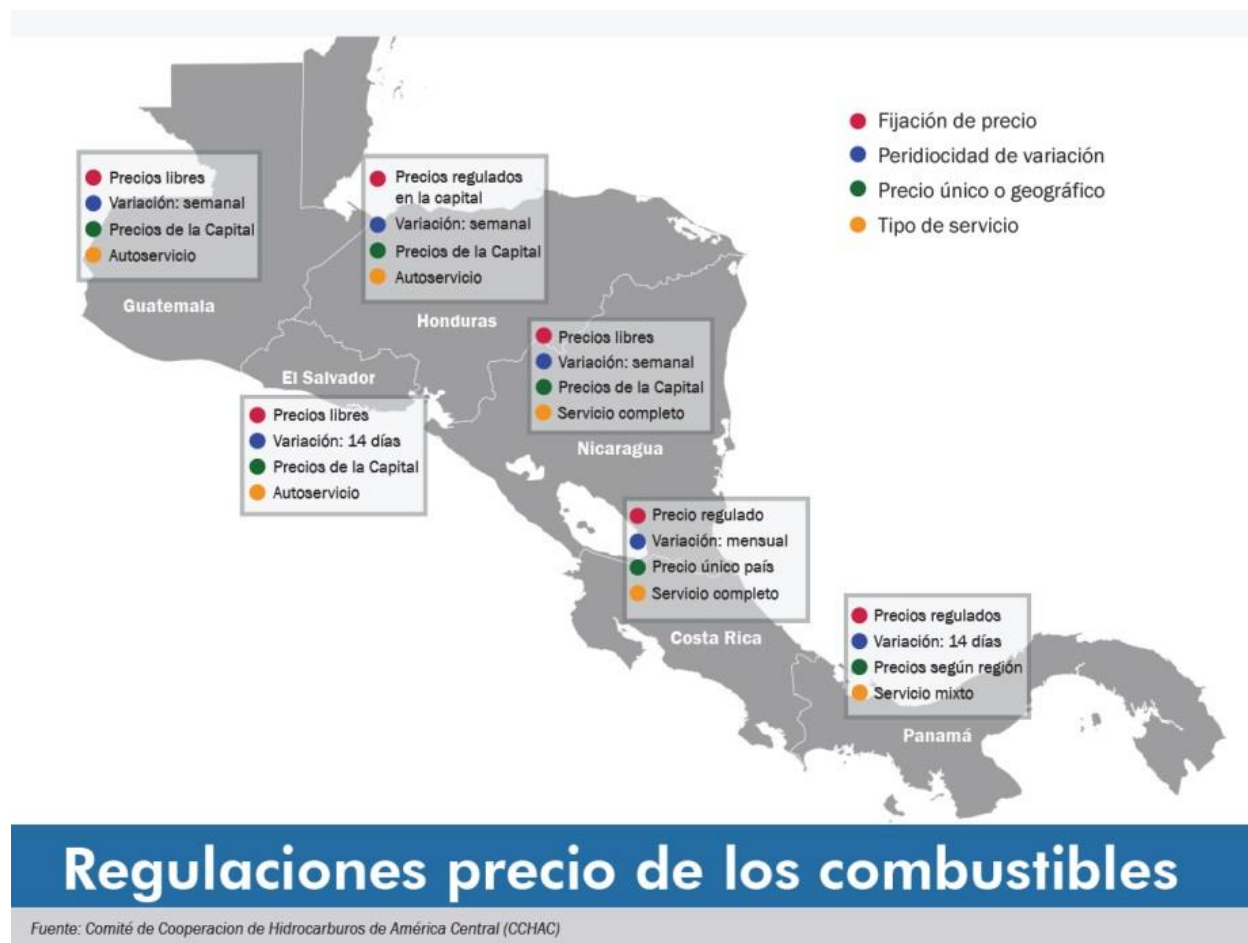 Fijación de precio
Peridiocidad de variación
Precio único o geográfico
Tipo de servicio
Precios libres
Variación: semanal
Precios de la Capital
Autoservicio
Guatemala
Precios regulados
en la capital
Variación: semanal
Precios de la Capital
Autoservicio
Honduras
El Salvador
Precios libres
Variación: 14 días
Precios de la Capital
Autoservicio
Precios libres
Variación: semanal
Precios de la Capital
Servicio completo
Nicaragua
Precio regulado
Variación: mensual
Precio único país
Servicio completo
Costa Rica
Precios regulados
Variación: 14 días
Precios según región
Servicio mixto
Panamá
Regulaciones precio de los combustibles
Fuente: Comité de Cooperacion de Hidrocarburos de América Central (CCHAC)